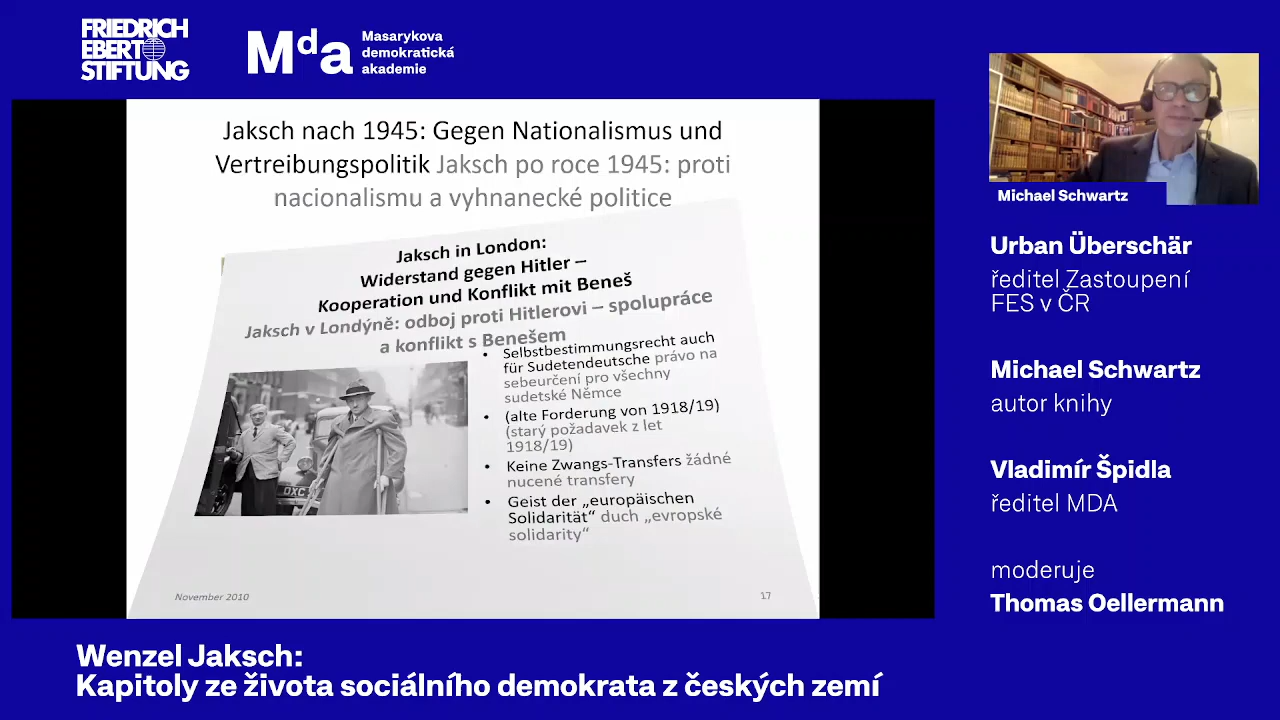 FRIEDRICH
EBERT
STIFTUNG
Mda
Masarykova
demokratická
akademie
Jaksch nach 1945: Gegen Nationalismus und
Vertreibungspolitik Jaksch po roce 1945: proti
nacionalismu a vyhnanecké politice
Jaksch in London:
Widerstand gegen Hitler –
Kooperation und Konflikt mit Beneš
Jaksch v Londýně: odboj proti Hitlerovi – spolupráce
a konflikt s Benešem
• Selbstbestimmungsrecht auch
für Sudetendeutsche právo na
sebeurčení pro všechny
sudetské Němce
• (alte Forderung von 1918/19)
(starý požadavek z let
1918/19)
• Keine Zwangs-Transfers žádné
nucené transfery
• Geist der „europäischen
Solidarität“ duch „evropské
solidarity“
OXC
November 2010
17
Michael Schwartz
Urban Überschär
ředitel Zastoupení
FES v ČR
Michael Schwartz
autor knihy
Vladimír Špidla
ředitel MDA
moderuje
Thomas Oellermann
Wenzel Jaksch:
Kapitoly ze života sociálního demokrata z českých zemí